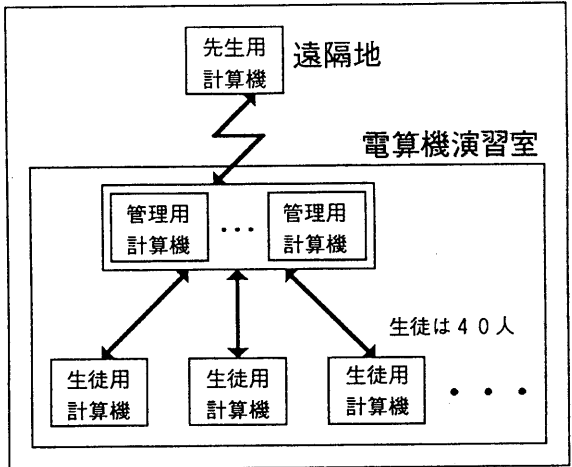 先生用
計算機
遠隔地
電算機演習室
管理用
計算機
・・・
管理用
計算機
生徒は40人
生徒用
計算機
生徒用
計算機
生徒用
計算機
・・・